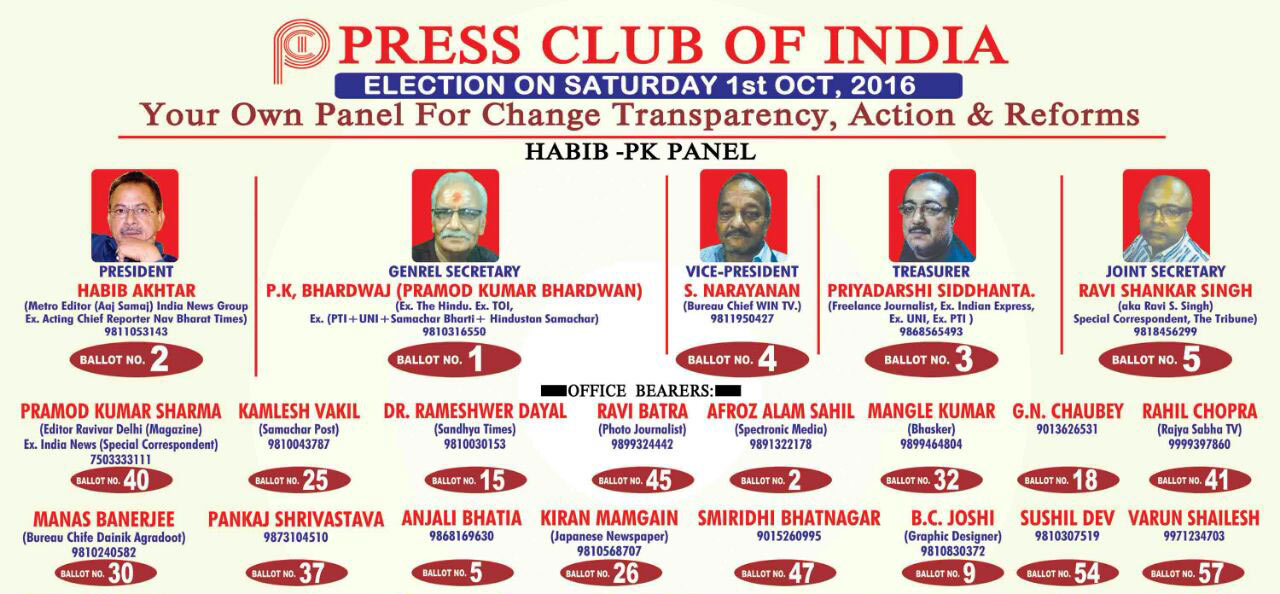 PRESS CLUB OF INDIA
ELECTION ON SATURDAY 1st OCT, 2016
Your Own Panel For Change Transparency, Action & Reforms
HABIB -PK PANEL
PRESIDENT
HABIB AKHTAR
(Metro Editor (Aaj Samaj) India News Group
Ex. Acting Chief Reporter Nav Bharat Times)
9811053143
BALLOT NO. 2
GENREL SECRETARY
P.K, BHARDWAJ (PRAMOD KUMAR BHARDWAN)
(Ex. The Hindu. Ex. TOI,
Ex. (PTI+UNI+Samachar Bharti+ Hindustan Samachar)
9810316550
BALLOT NO. 1
VICE-PRESIDENT
S. NARAYANAN
(Bureau Chief WIN TV.)
9811950427
BALLOT NO. 4
TREASURER
PRIYADARSHI SIDDHANTA.
(Freelance Journalist, Ex. Indian Express,
Ex. UNI, Ex. PTI )
9868565493
BALLOT NO. 3
JOINT SECRETARY
RAVI SHANKAR SINGH
(aka Ravi S. Singh)
Special Correspondent, The Tribune)
9818456299
BALLOT NO. 5
OFFICE BEARERS:
PRAMOD KUMAR SHARMA
(Editor Ravivar Delhi (Magazine)
Ex. India News (Special Correspondent)
7503333111
BALLOT NO. 40
KAMLESH VAKIL
(Samachar Post)
9810043787
BALLOT NO. 25
DR. RAMESHWER DAYAL
(Sandhya Times)
9810030153
BALLOT NO. 15
RAVI BATRA
(Photo Journalist)
9899324442
BALLOT NO. 45
AFROZ ALAM SAHIL
(Spectronic Media)
9891322178
BALLOT NO. 2
MANGLE KUMAR
(Bhasker)
9899464804
BALLOT NO. 32
G.N. CHAUBEY
9013626531
BALLOT NO. 18
RAHIL CHOPRA
(Rajya Sabha TV)
9999397860
BALLOT NO. 41
MANAS BANERJEE
(Bureau Chife Dainik Agradoot)
9810240582
BALLOT NO. 30
PANKAJ SHRIVASTAVA
9873104510
BALLOT NO. 37
ANJALI BHATIA
9868169630
BALLOT NO. 5
KIRAN MAMGAIN
(Japanese Newspaper)
9810568707
BALLOT NO. 26
SMIRIDHI BHATNAGAR
9015260995
BALLOT NO. 47
B.C. JOSHI
(Graphic Designer)
9810830372
BALLOT NO. 9
SUSHIL DEV
9810307519
BALLOT NO. 54
VARUN SHAILESH
9971234703
BALLOT NO. 57